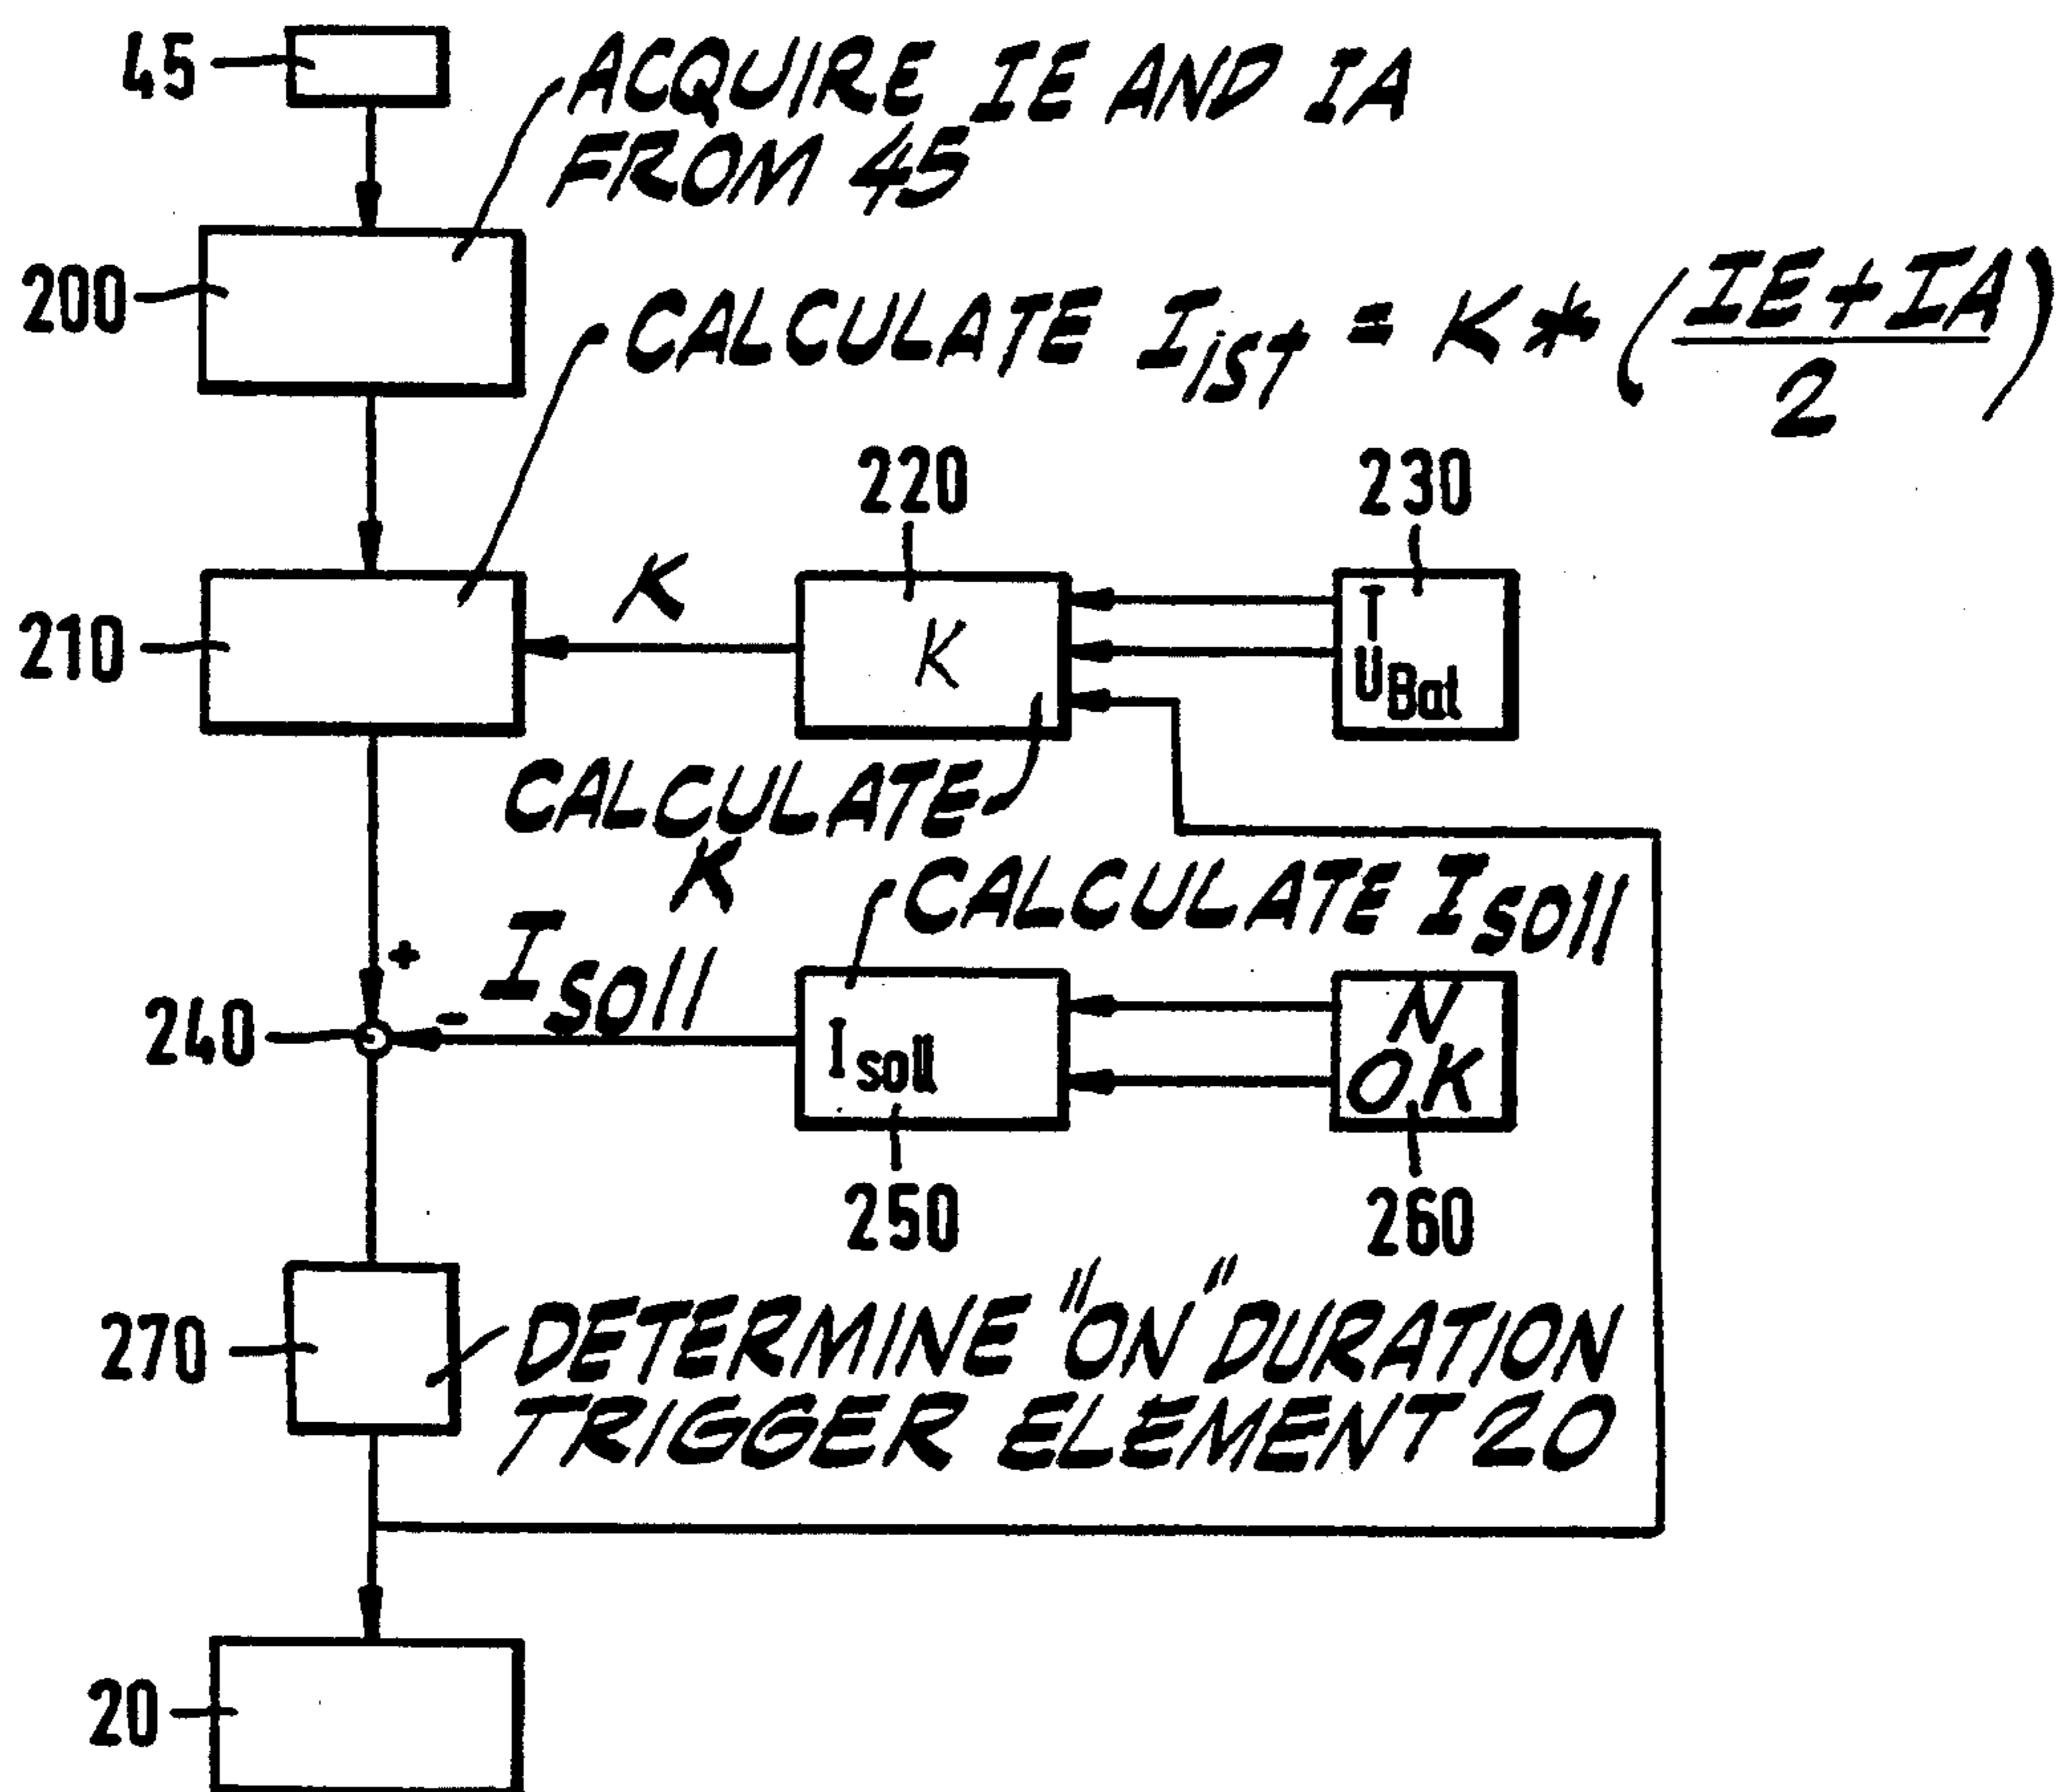 45
ACQUIRE IE AND IA
FROM 45
200
CALCULATE Iist = K * (IE + IA)
2
220
230
K
210
K
T
UBat
CALCULATE
K
CALCULATE Isoll
+
Isoll
-
240
Isoll
N
OK
250
260
270
DETERMINE "ON" DURATION
TRIGGER ELEMENT 20
20